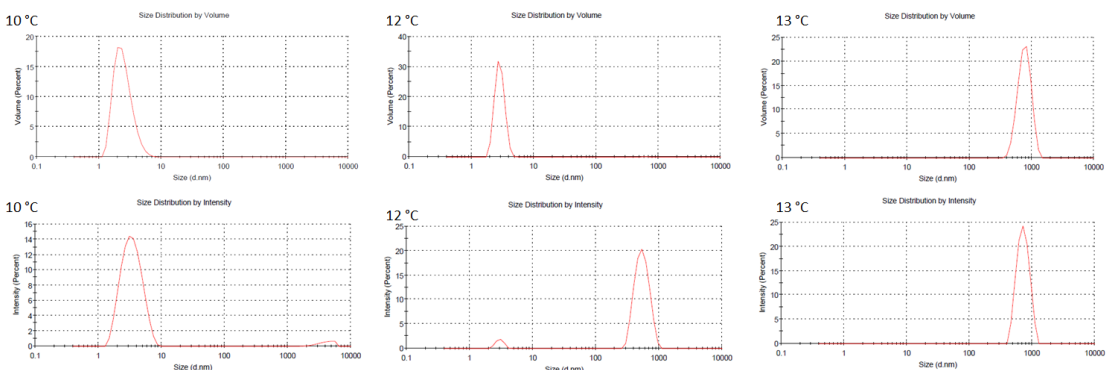 10 °C
Size Distribution by Volume
Volume (Percent)
20
15
10
5
0
0.1 1 10 100 1000 10000
Size (d.nm)
12 °C
Size Distribution by Volume
Volume (Percent)
40
30
20
10
0
0.1 1 10 100 1000 10000
Size (d.nm)
13 °C
Size Distribution by Volume
Volume (Percent)
25
20
15
10
5
0
0.1 1 10 100 1000 10000
Size (d.nm)
10 °C
Size Distribution by Intensity
Intensity (Percent)
16
14
12
10
8
6
4
2
0
0.1 1 10 100 1000 10000
Size (d.nm)
12 °C
Size Distribution by Intensity
Intensity (Percent)
25
20
15
10
5
0
0.1 1 10 100 1000 10000
Size (d.nm)
13 °C
Size Distribution by Intensity
Intensity (Percent)
25
20
15
10
5
0
0.1 1 10 100 1000 10000
Size (d.nm)